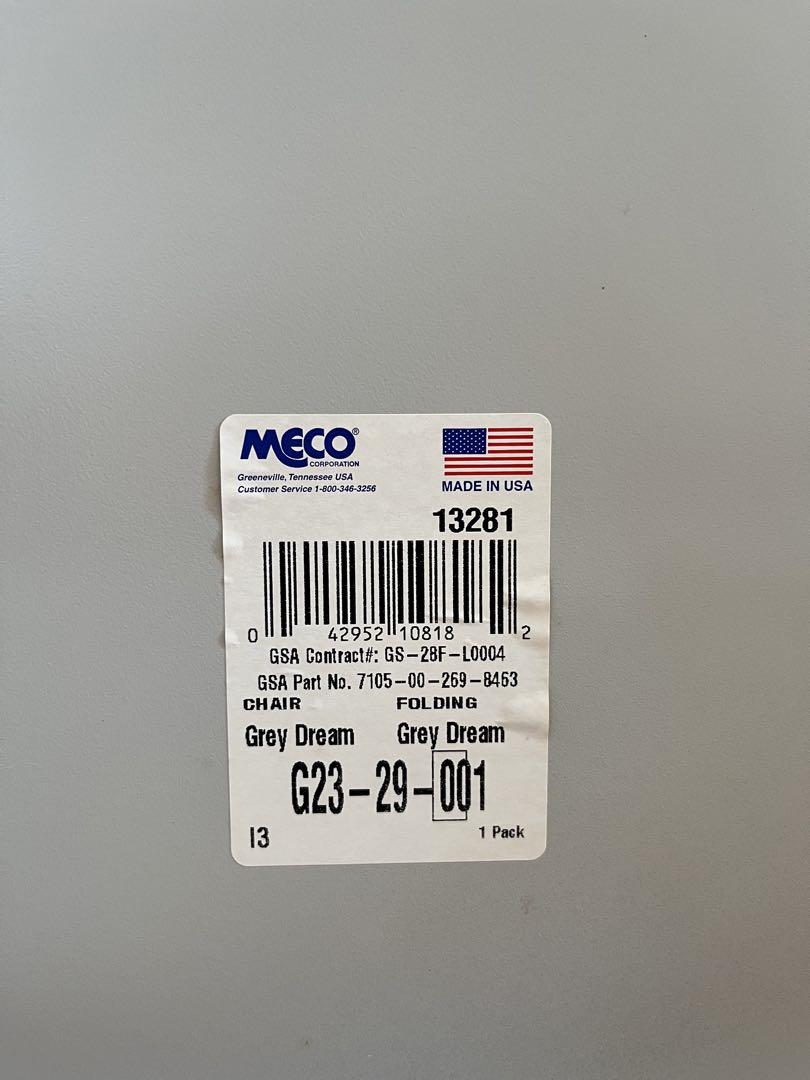 MECO®
CORPORATION
Greeneville, Tennessee USA
Customer Service 1-800-346-3256
MADE IN USA
13281
0 42952 10818 2
GSA Contract#: GS-28F-L0004
GSA Part No. 7105-00-269-8463
CHAIR FOLDING
Grey Dream Grey Dream
G23-29-001
I3 1 Pack